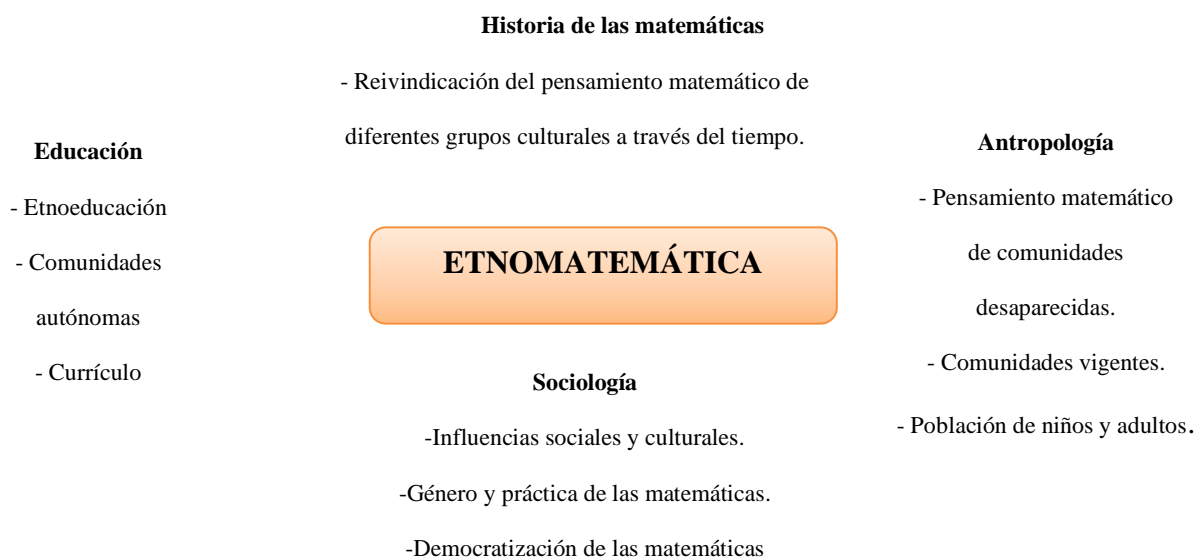 Historia de las matemáticas
- Reivindicación del pensamiento matemático de
diferentes grupos culturales a través del tiempo.
Educación
- Etnoeducación
- Comunidades
autónomas
- Currículo
ETNOMATEMÁTICA
Antropología
- Pensamiento matemático
de comunidades
desaparecidas.
- Comunidades vigentes.
- Población de niños y adultos.
Sociología
-Influencias sociales y culturales.
-Género y práctica de las matemáticas.
-Democratización de las matemáticas